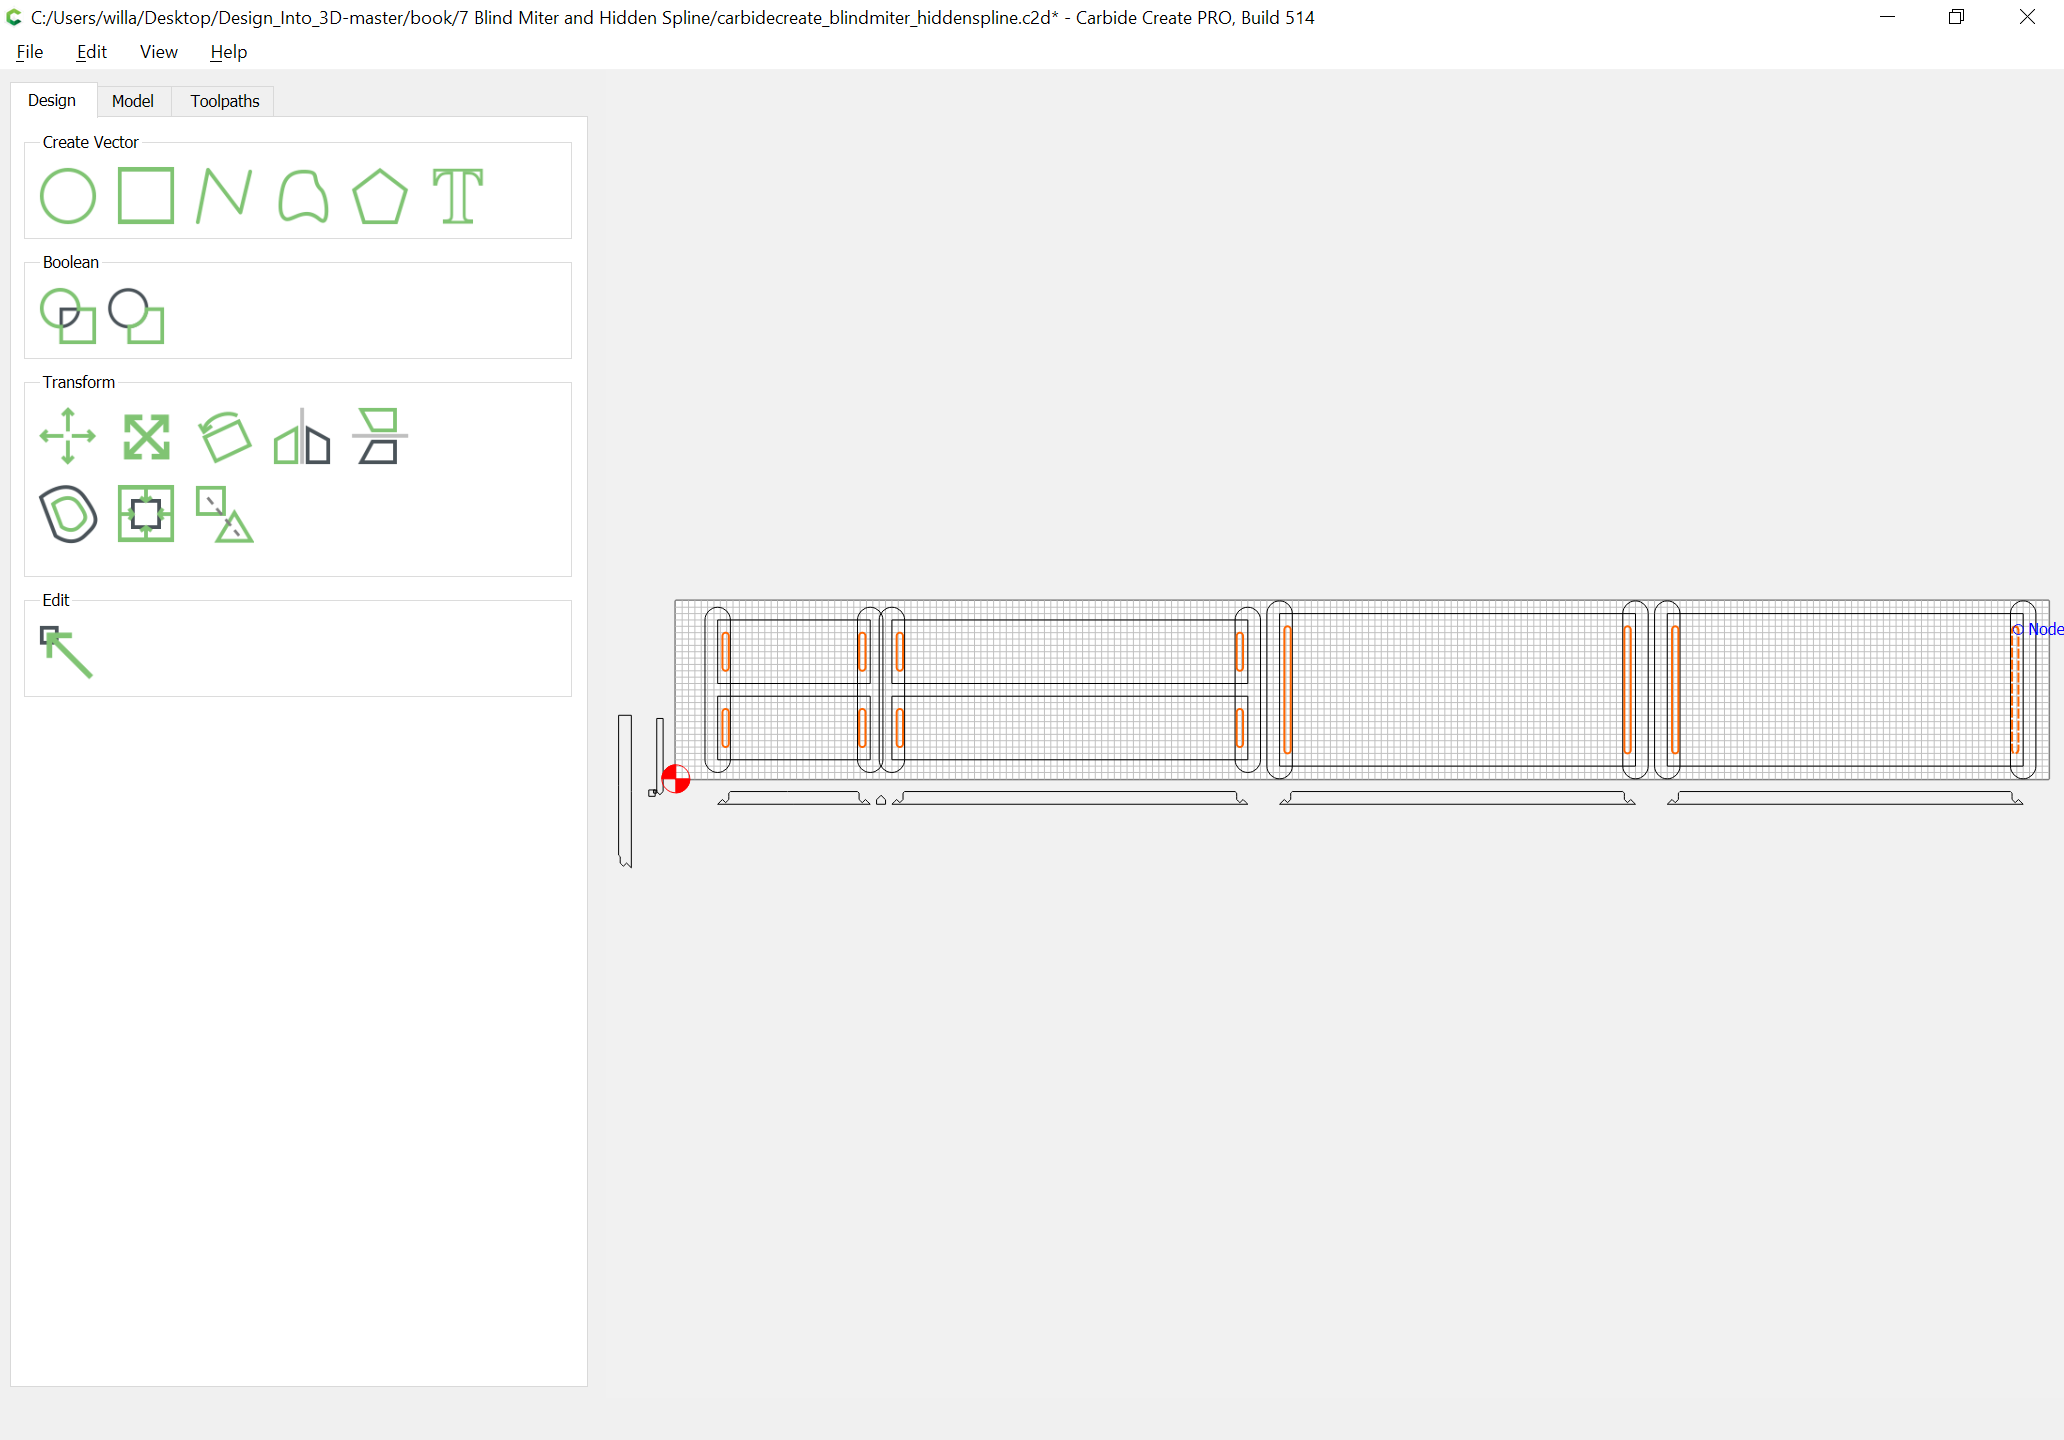 C:/Users/willa/Desktop/Design_Into_3D-master/book/7 Blind Miter and Hidden Spline/carbidecreate_blindmiter_hiddenspline.c2d* - Carbide Create PRO, Build 514
File Edit View Help
Design Model Toolpaths
Create Vector
Boolean
Transform
Edit
Node